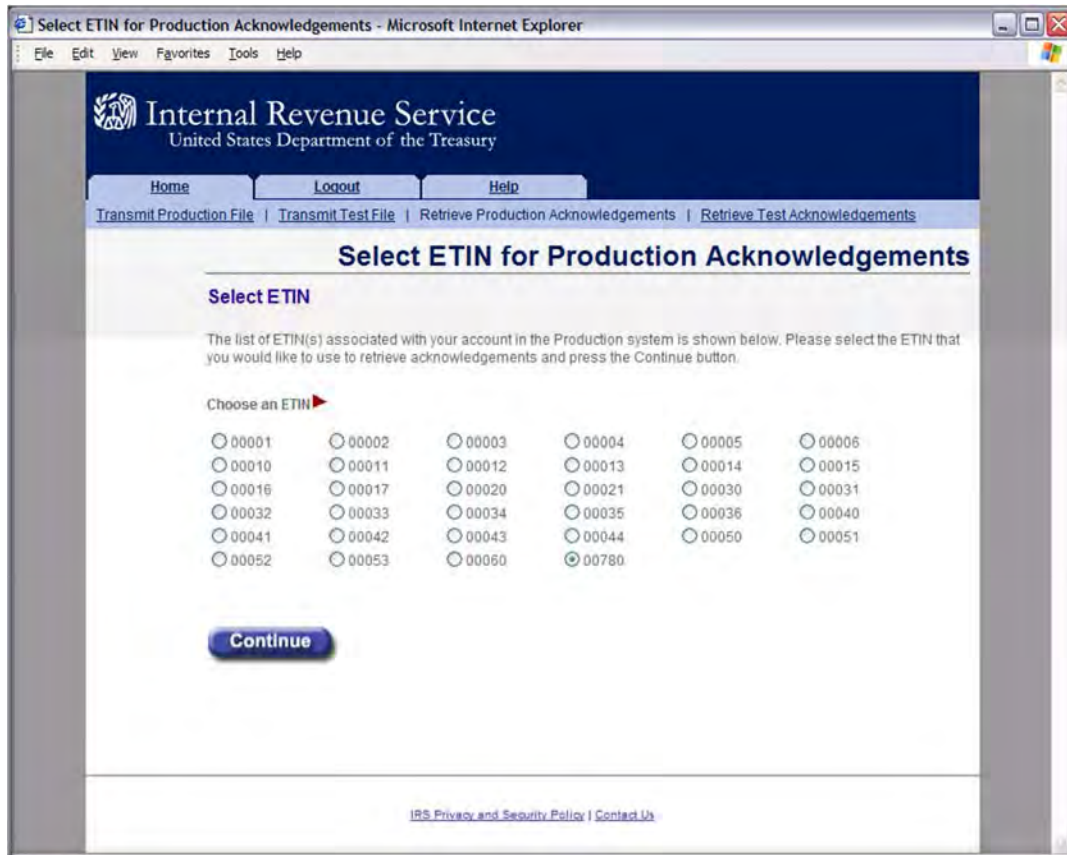 Select ETIN for Production Acknowledgements - Microsoft Internet Explorer
File Edit View Favorites Tools Help
Internal Revenue Service
United States Department of the Treasury
Home Logout Help
Transmit Production File | Transmit Test File | Retrieve Production Acknowledgements | Retrieve Test Acknowledgements
Select ETIN for Production Acknowledgements
Select ETIN
The list of ETIN(s) associated with your account in the Production system is shown below. Please select the ETIN that
you would like to use to retrieve acknowledgements and press the Continue button.
Choose an ETIN
00001 00002 00003 00004 00005 00006
00010 00011 00012 00013 00014 00015
00016 00017 00020 00021 00030 00031
00032 00033 00034 00035 00036 00040
00041 00042 00043 00044 00050 00051
00052 00053 00060 00780
Continue
IRS Privacy and Security Policy | Contact Us